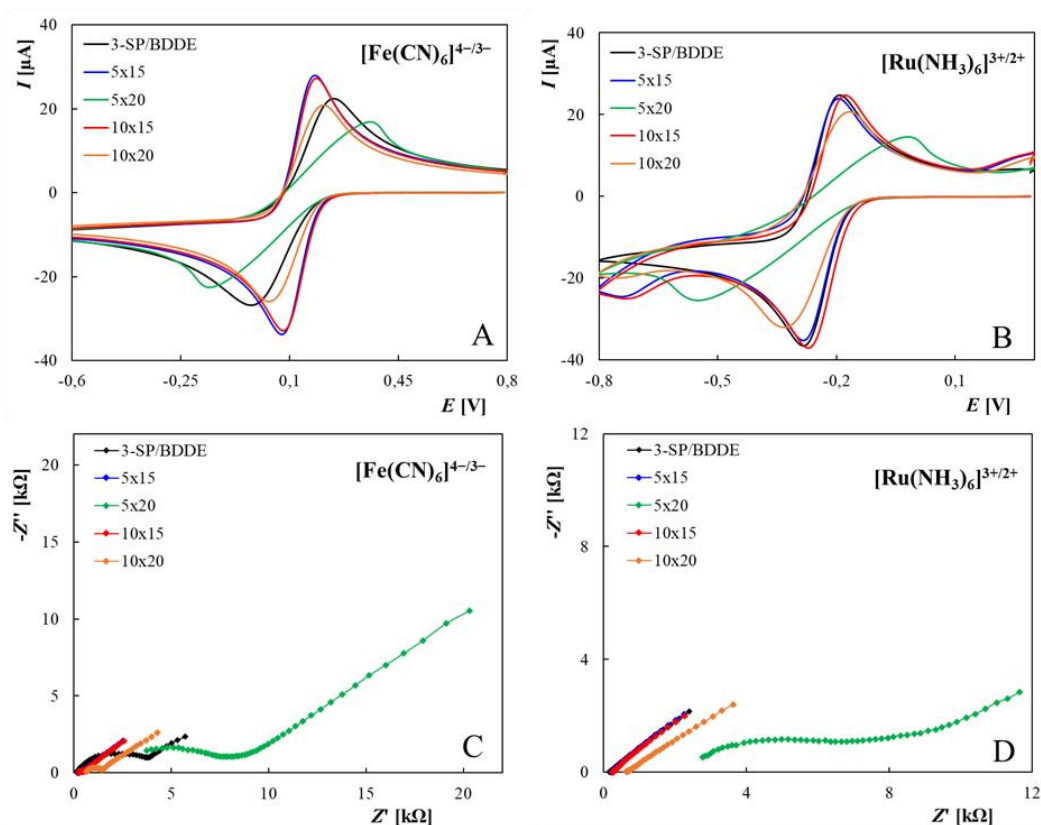 40
20
0
-20
-40
I [µA]
3-SP/BDDE
5x15
5x20
10x15
10x20
[Fe(CN)₆]⁴⁻/³⁻
A
-0,6
-0,25
0,1
0,45
0,8
E [V]
40
20
0
-20
-40
I [µA]
3-SP/BDDE
5x15
5x20
10x15
10x20
[Ru(NH₃)₆]³⁺/²⁺
B
-0,8
-0,5
-0,2
0,1
E [V]
20
15
10
5
0
-Z'' [kΩ]
3-SP/BDDE
5x15
5x20
10x15
10x20
[Fe(CN)₆]⁴⁻/³⁻
C
0
5
10
15
20
Z' [kΩ]
12
9
6
3
0
-Z'' [kΩ]
3-SP/BDDE
5x15
5x20
10x15
10x20
[Ru(NH₃)₆]³⁺/²⁺
D
0
4
8
12
Z' [kΩ]